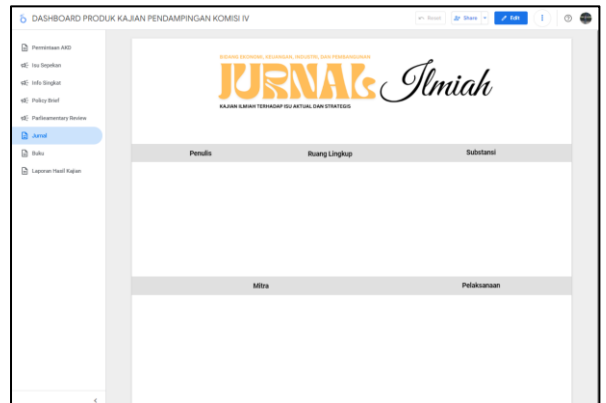 DASHBOARD PRODUK KAJIAN PENDAMPINGAN KOMISI IV
Reset
Share
Edit
Permintaan AKD
Isu Sepekan
Info Singkat
Policy Brief
Parliamentary Review
Jurnal
Buku
Laporan Hasil Kajian
BIDANG EKONOMI, KEUANGAN, INDUSTRI, DAN PEMBANGUNAN
JURNAL Ilmiah
KAJIAN ILMIAH TERHADAP ISU AKTUAL DAN STRATEGIS
Penulis Ruang Lingkup Substansi
Mitra Pelaksanaan